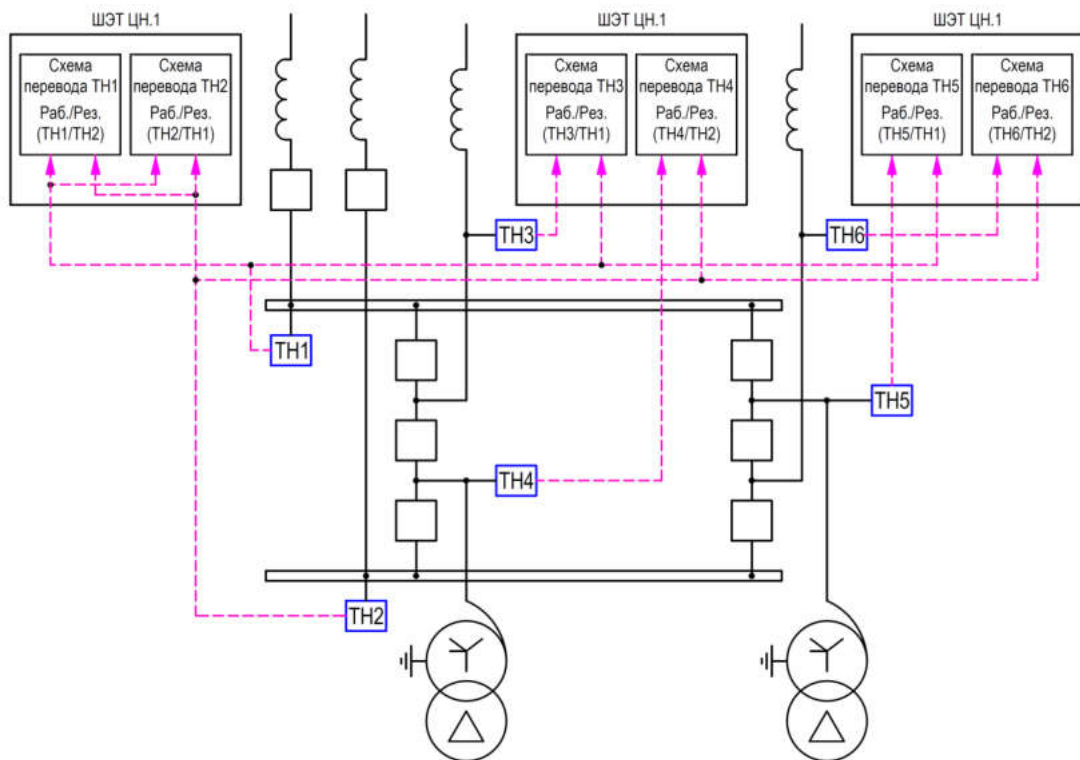 ШЭТ ЦН.1
Схема
перевода ТН1
Раб./Рез.
(ТН1/ТН2)
Схема
перевода ТН2
Раб./Рез.
(ТН2/ТН1)
ШЭТ ЦН.1
Схема
перевода ТН3
Раб./Рез.
(ТН3/ТН1)
Схема
перевода ТН4
Раб./Рез.
(ТН4/ТН2)
ШЭТ ЦН.1
Схема
перевода ТН5
Раб./Рез.
(ТН5/ТН1)
Схема
перевода ТН6
Раб./Рез.
(ТН6/ТН2)
ТН3
ТН6
ТН1
ТН5
ТН4
ТН2